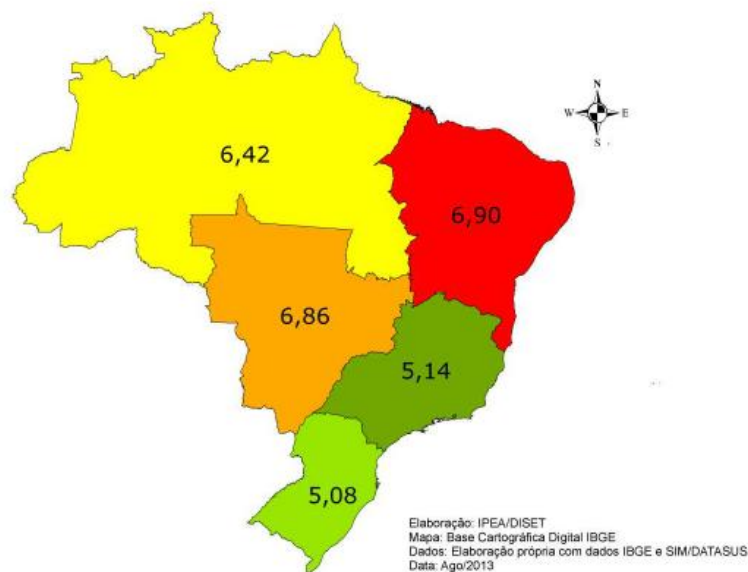 N
W E
S
6,42
6,90
6,86
5,14
5,08
Elaboração: IPEA/DISET
Mapa: Base Cartográfica Digital IBGE
Dados: Elaboração própria com dados IBGE e SIM/DATASUS
Data: Ago/2013